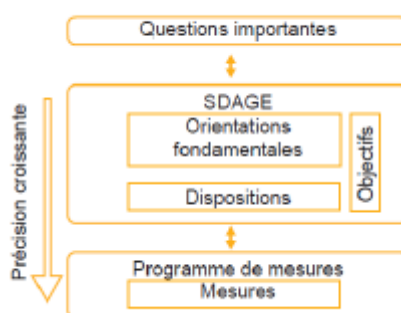 Questions importantes
SDAGE
Orientations
fondamentales
Dispositions
Objectifs
Programme de mesures
Mesures
Précision croissante